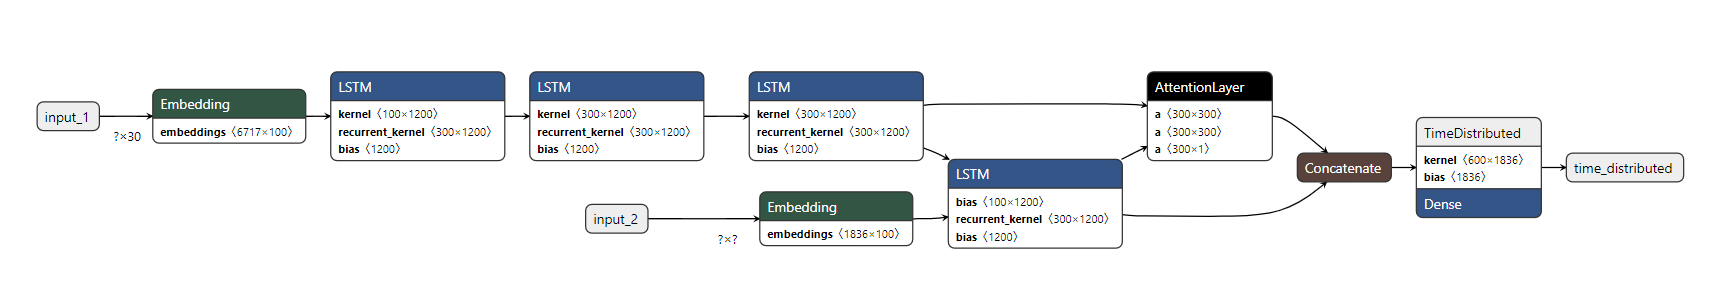 input_1
?×30
Embedding
embeddings 〈6717×100〉
LSTM
kernel 〈100×1200〉
recurrent_kernel 〈300×1200〉
bias 〈1200〉
LSTM
kernel 〈300×1200〉
recurrent_kernel 〈300×1200〉
bias 〈1200〉
LSTM
kernel 〈300×1200〉
recurrent_kernel 〈300×1200〉
bias 〈1200〉
input_2
?×?
Embedding
embeddings 〈1836×100〉
LSTM
bias 〈100×1200〉
recurrent_kernel 〈300×1200〉
bias 〈1200〉
AttentionLayer
a 〈300×300〉
a 〈300×300〉
a 〈300×1〉
Concatenate
TimeDistributed
kernel 〈600×1836〉
bias 〈1836〉
Dense
time_distributed